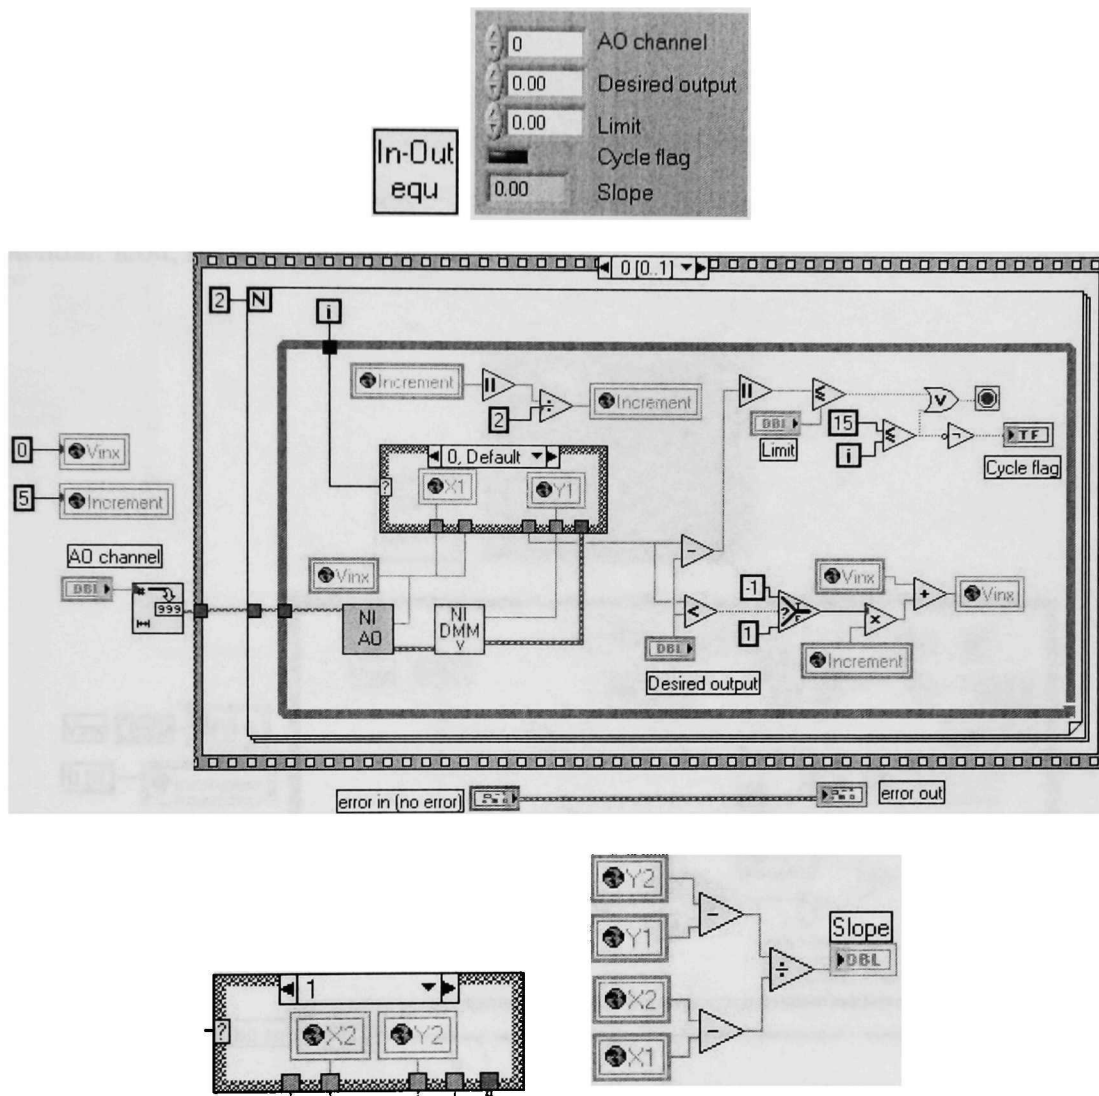 0 AO channel
0.00 Desired output
0.00 Limit
Cycle flag
0.00 Slope
In-Out
equ
0 [0..1]
2 N
i
Increment
2
Increment
DBL
Limit
15
i
TF
Cycle flag
0 Vinx
5 Increment
0, Default
X1 Y1
?
AO channel
DBL
999
Vinx
NI
AO
NI
DMM
V
-1
1
?
DBL
Desired output
Vinx
Vinx
Increment
error in (no error)
error out
Y2
Y1
X2
X1
Slope
DBL
1
?
X2 Y2